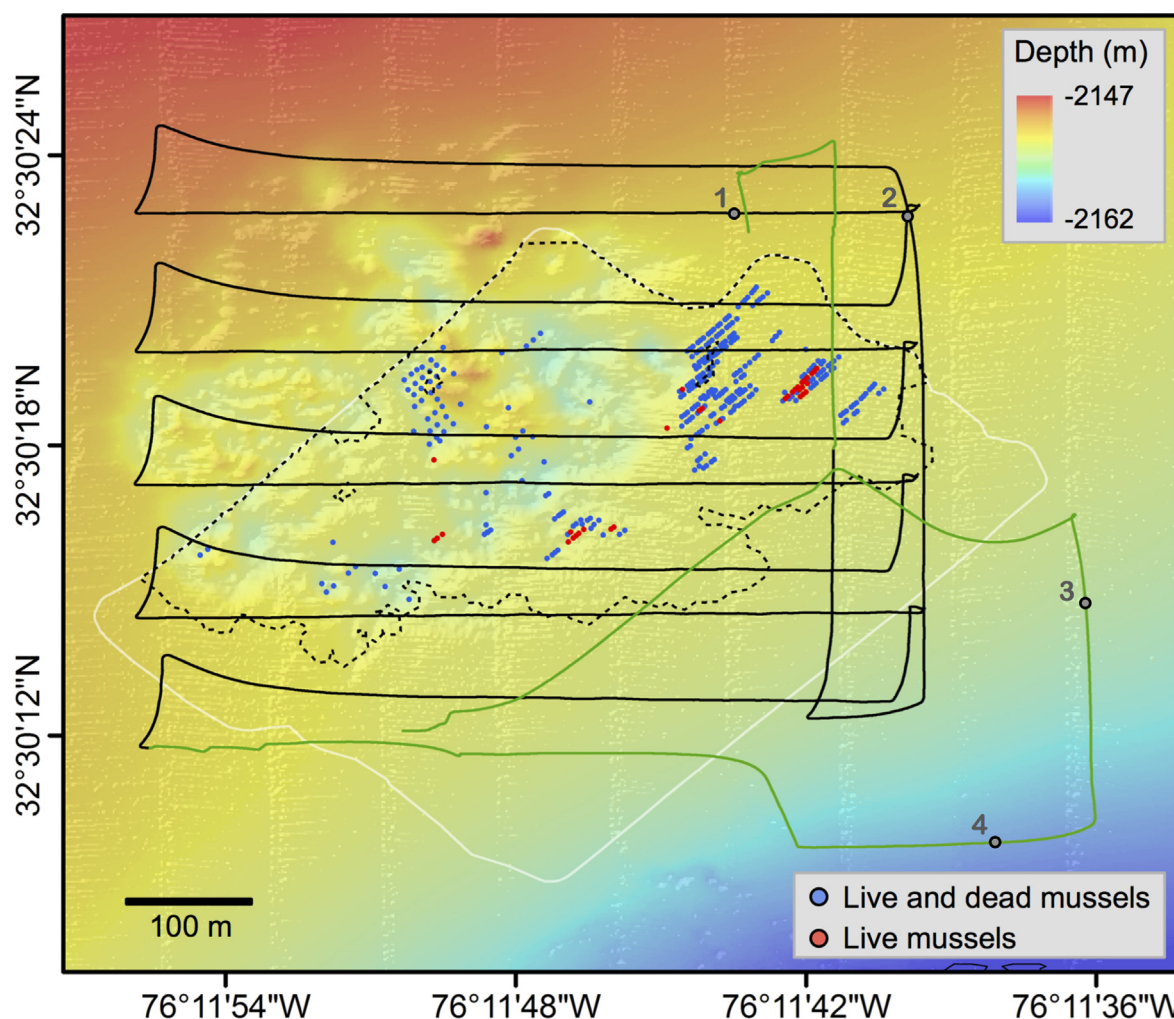 Depth (m)
-2147
-2162
32°30'24"N
32°30'18"N
32°30'12"N
1
2
3
4
100 m
Live and dead mussels
Live mussels
76°11'54"W
76°11'48"W
76°11'42"W
76°11'36"W